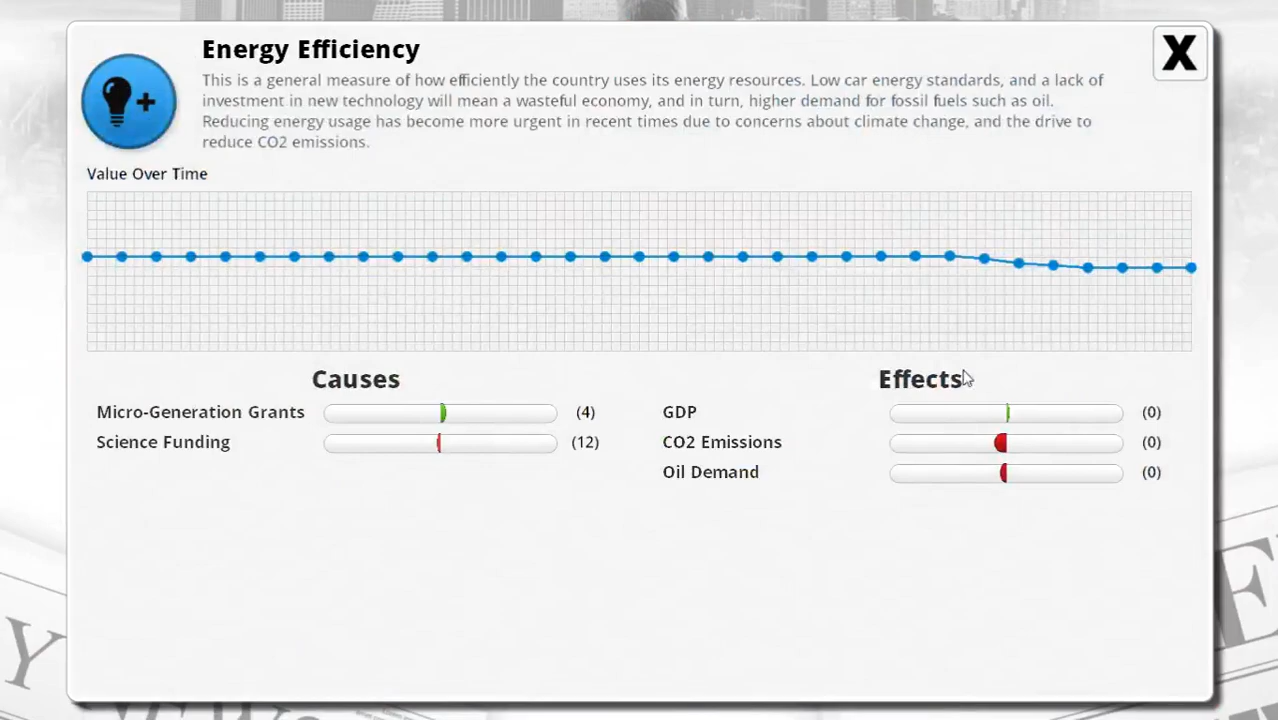 Energy Efficiency
X
This is a general measure of how efficiently the country uses its energy resources. Low car energy standards, and a lack of
investment in new technology will mean a wasteful economy, and in turn, higher demand for fossil fuels such as oil.
Reducing energy usage has become more urgent in recent times due to concerns about climate change, and the drive to
reduce CO2 emissions.
Value Over Time
Causes
Micro-Generation Grants (4)
Science Funding (12)
Effects
GDP (0)
CO2 Emissions (0)
Oil Demand (0)